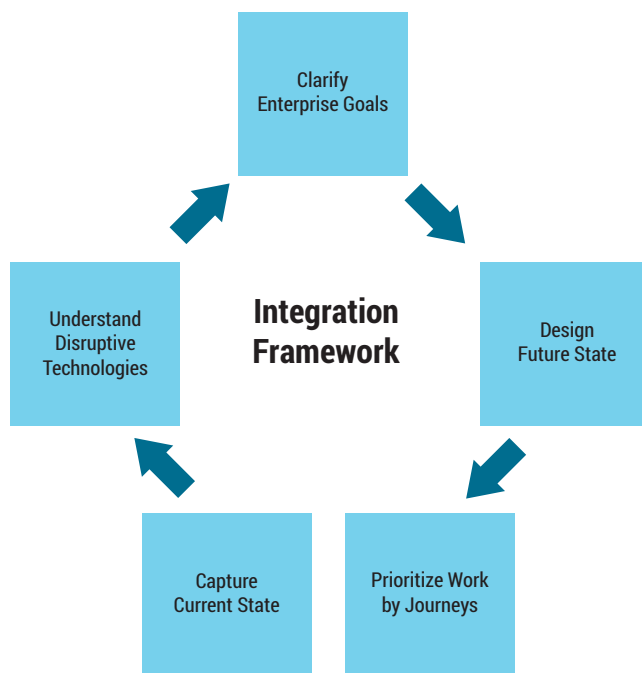 Clarify
Enterprise Goals
Integration
Framework
Understand
Disruptive
Technologies
Design
Future State
Capture
Current State
Prioritize Work
by Journeys